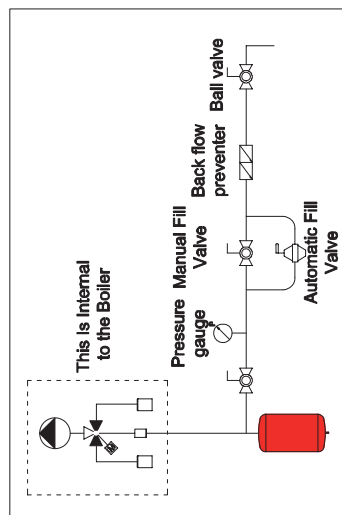 This Is Internal
to the Boiler
Pressure
gauge
Manual Fill
Valve
Back flow
preventer
Ball valve
Automatic Fill
Valve